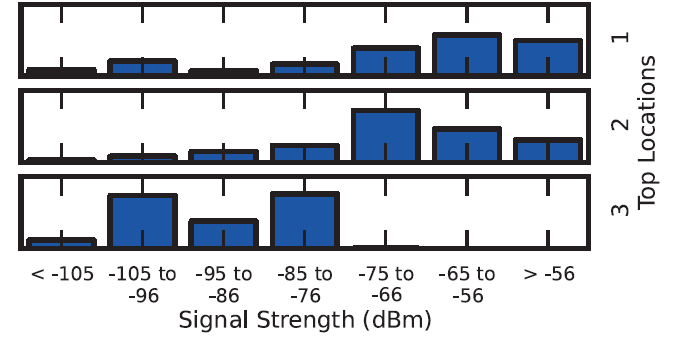 1
2
3
Top Locations
< -105
-105 to
-96
-95 to
-86
-85 to
-76
-75 to
-66
-65 to
-56
> -56
Signal Strength (dBm)